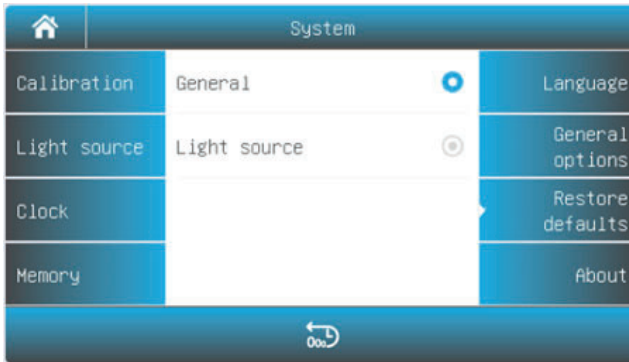 System
Calibration
General
Language
Light source
Light source
General
options
Clock
Restore
defaults
Memory
About